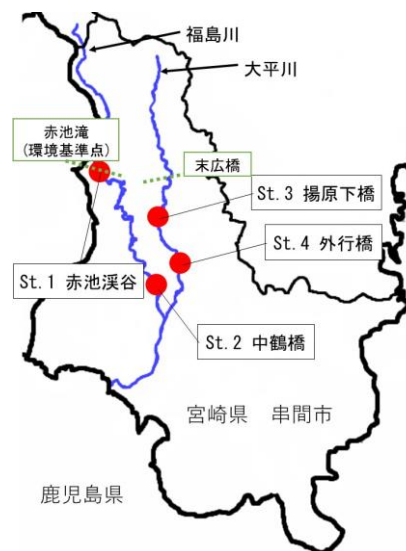 福島川
大平川
赤池滝
(環境基準点)
末広橋
St.3 揚原下橋
St.4 外行橋
St.1 赤池渓谷
St.2 中鶴橋
宮崎県 串間市
鹿児島県